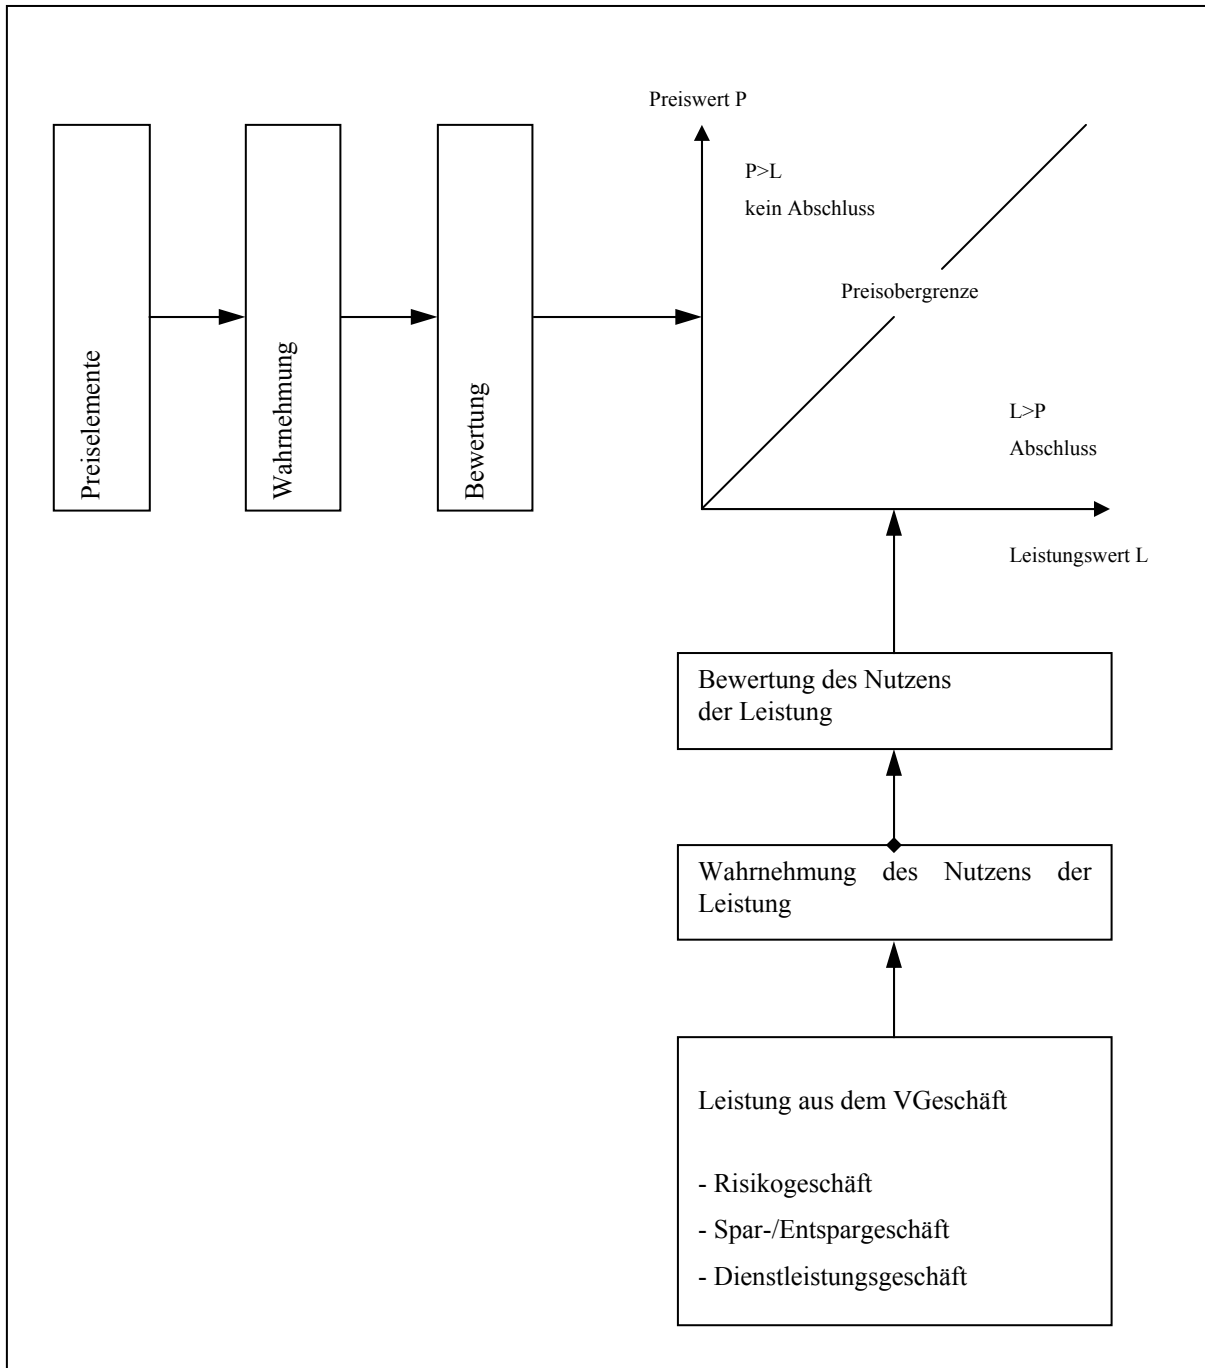 Preiswert P
P>L
kein Abschluss
Preisobergrenze
L>P
Abschluss
Leistungswert L
Preiselemente
Wahrnehmung
Bewertung
Bewertung des Nutzens
der Leistung
Wahrnehmung des Nutzens der
Leistung
Leistung aus dem VGeschäft
- Risikogeschäft
- Spar-/Entspargeschäft
- Dienstleistungsgeschäft